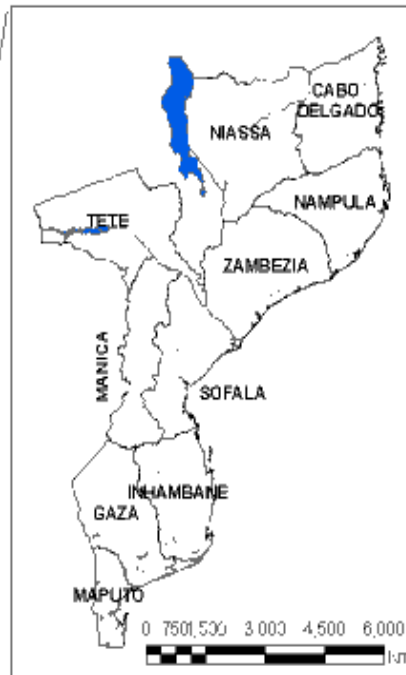 CABO
DELGADO
NIASSA
NAMPULA
TETE
ZAMBEZIA
MANICA
SOFALA
INHAMBANE
GAZA
MAPUTO
0 750 1,500 3 000 4,500 6,000